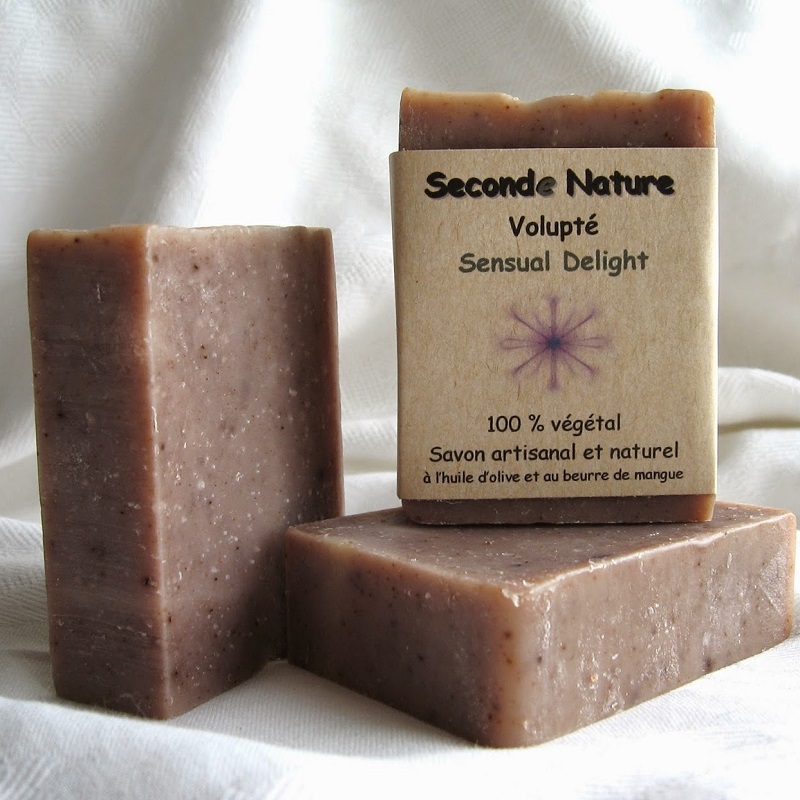 Seconde Nature
Volupté
Sensual Delight
100 % végétal
Savon artisanal et naturel
à l'huile d'olive et au beurre de mangue